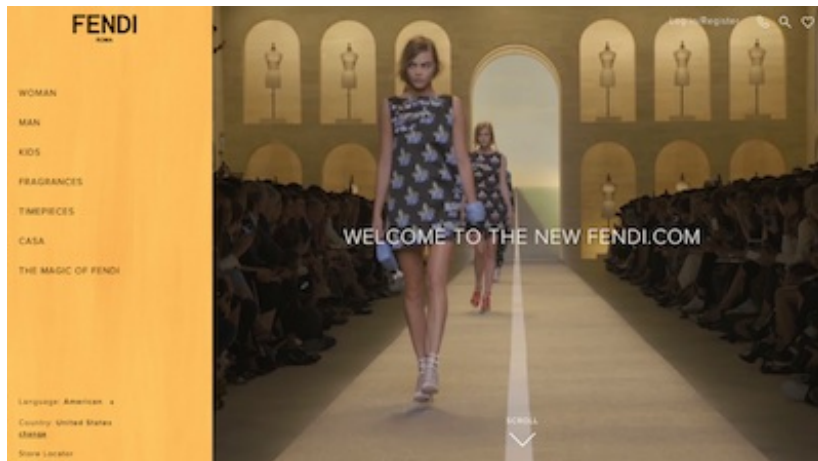 FENDI
ROMA
WOMAN
MAN
KIDS
FRAGRANCES
TIMEPIECES
CASA
THE MAGIC OF FENDI
Language: American
Country: United States
change
Store Locator
Log in/Register
WELCOME TO THE NEW FENDI.COM
SCROLL